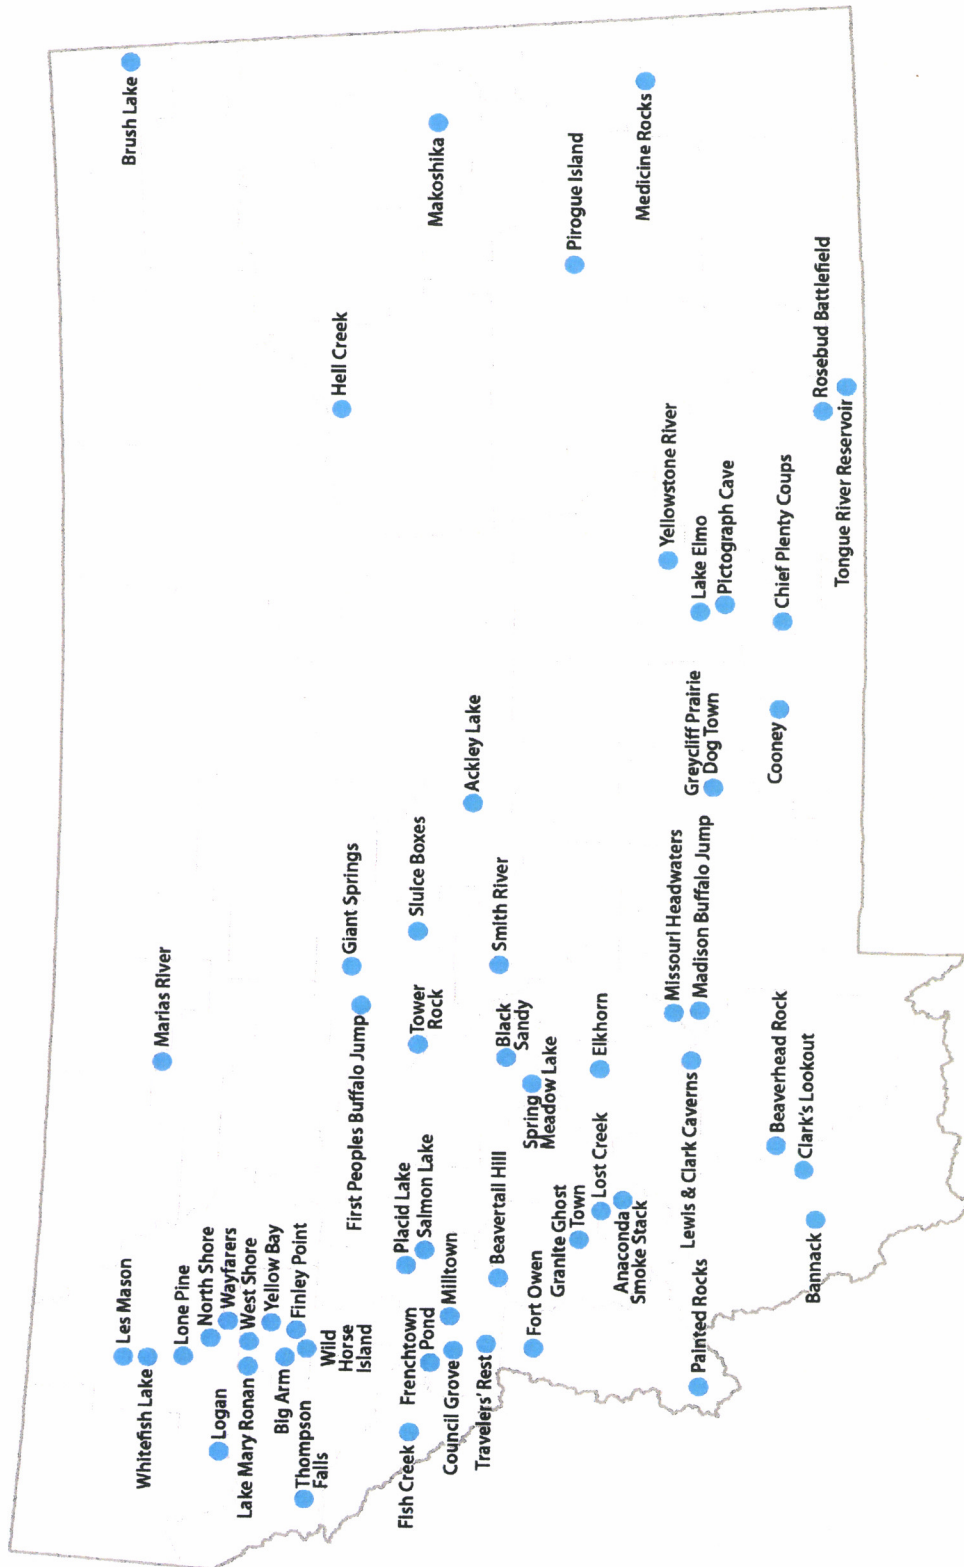 Les Mason
Whitefish Lake
Lone Pine
North Shore
Wayfarers
Logan
West Shore
Lake Mary Ronan
Yellow Bay
Big Arm
Finley Point
Thompson
Falls
Wild
Horse
Island
Marias River
Brush Lake
Hell Creek
Giant Springs
First Peoples Buffalo Jump
Placid Lake
Salmon Lake
Tower
Rock
Sluice Boxes
Makoshika
Fish Creek
Frenchtown
Pond
Council Grove
Milltown
Travelers' Rest
Beavertail Hill
Ackley Lake
Smith River
Black
Sandy
Spring
Meadow Lake
Fort Owen
Granite Ghost
Town
Lost Creek
Elkhorn
Anaconda
Smoke Stack
Pirogue Island
Medicine Rocks
Missouri Headwaters
Madison Buffalo Jump
Lewis & Clark Caverns
Painted Rocks
Yellowstone River
Lake Elmo
Pictograph Cave
Greycliff Prairie
Dog Town
Cooney
Chief Plenty Coups
Beaverhead Rock
Clark's Lookout
Bannack
Rosebud Battlefield
Tongue River Reservoir